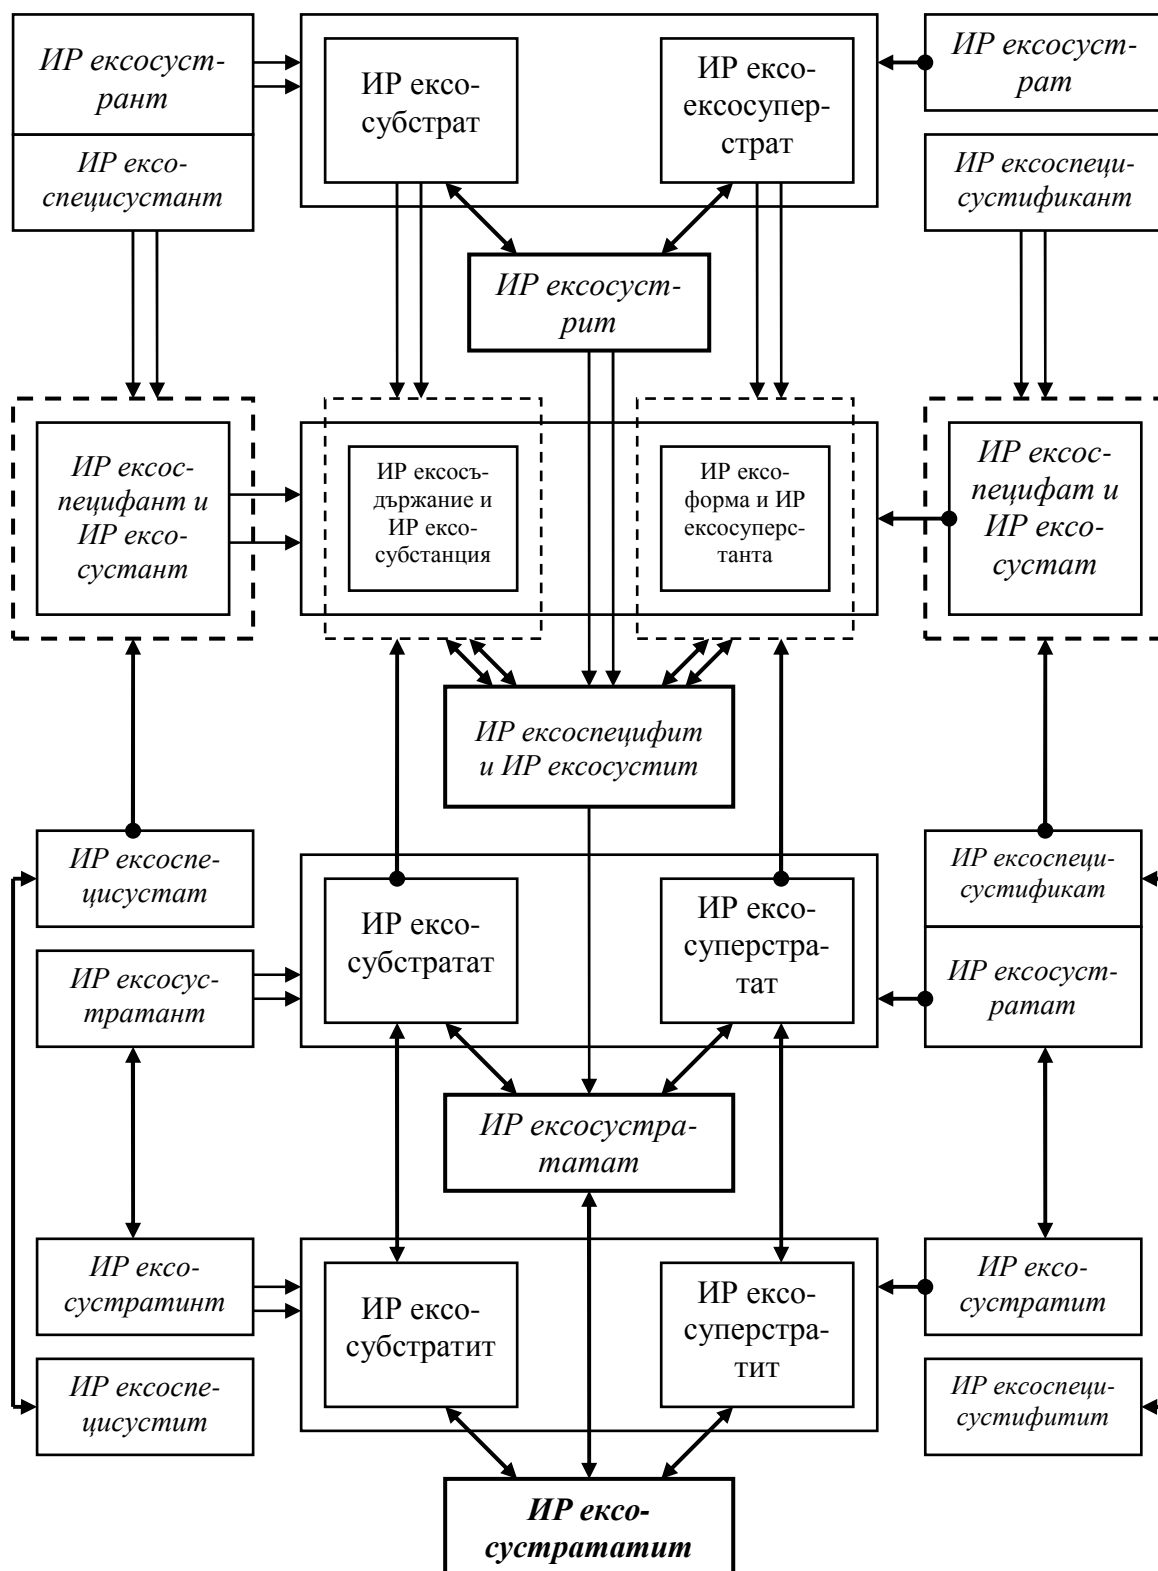 ИР ексосуст-
рант
ИР ексо-
субстрат
ИР ексо-
ексосупер-
страт
ИР ексосуст-
рат
ИР ексо-
специсустант
ИР ексоспеци-
сустификант
ИР ексосуст-
рит
ИР ексос-
пецифант и
ИР ексо-
сустант
ИР ексосъ-
държание и
ИР ексо-
субстанция
ИР ексо-
форма и ИР
ексосуперс-
танта
ИР ексос-
пецифат и
ИР ексо-
сустат
ИР ексоспецифит
и ИР ексосустит
ИР ексоспе-
цисустат
ИР ексо-
субстратат
ИР ексо-
суперстра-
тат
ИР ексоспеци-
сустификат
ИР ексосус-
тратант
ИР ексосуст-
ратат
ИР ексосустра-
татат
ИР ексо-
сустратинт
ИР ексо-
субстратит
ИР ексо-
суперстра-
тит
ИР ексо-
сустратит
ИР ексоспе-
цисустит
ИР ексоспеци-
сустифитит
ИР ексо-
сустрататит